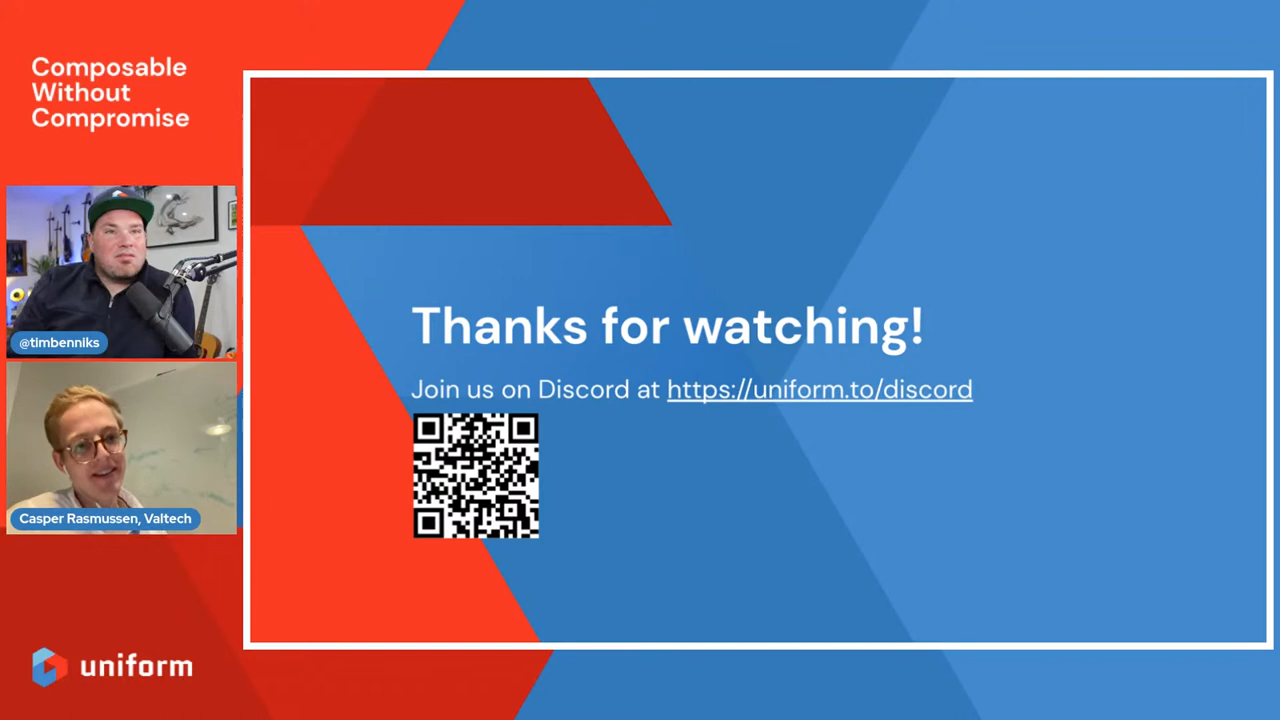 Composable
Without
Compromise
@timbenniks
Casper Rasmussen, Valtech
uniform
Thanks for watching!
Join us on Discord at https://uniform.to/discord